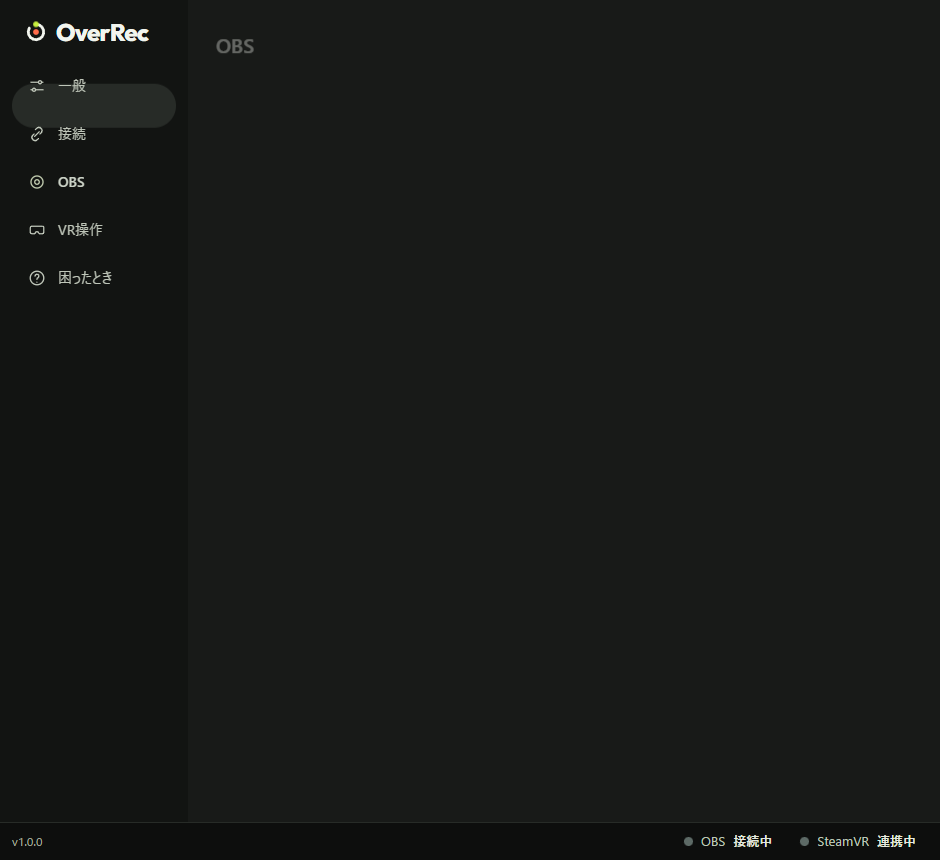 OverRec
一般
接続
OBS
VR操作
困ったとき
OBS
v1.0.0
OBS 接続中
SteamVR 連携中